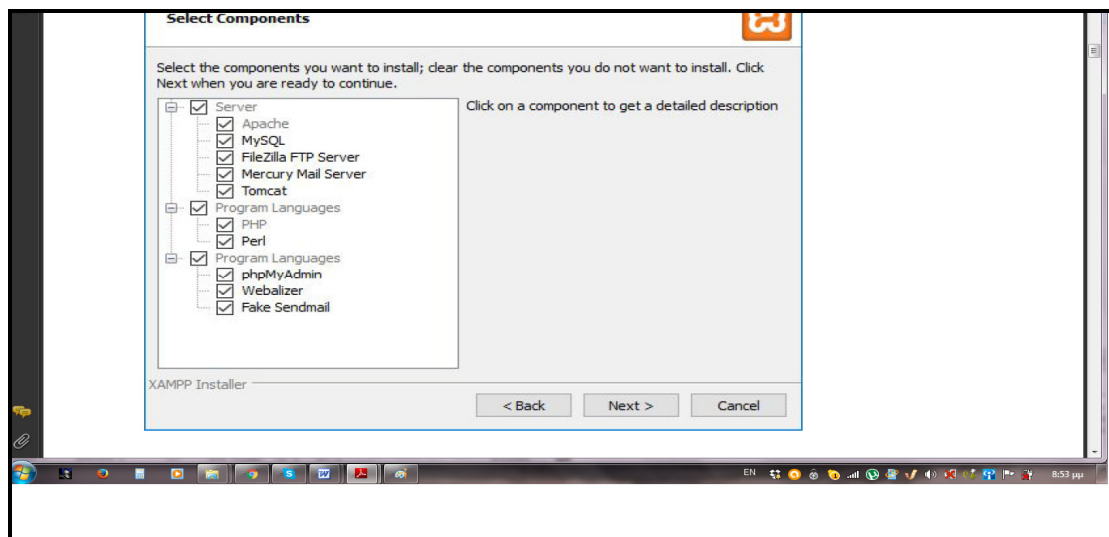 Select Components
Select the components you want to install; clear the components you do not want to install. Click
Next when you are ready to continue.
Server
Apache
MySQL
FileZilla FTP Server
Mercury Mail Server
Tomcat
Program Languages
PHP
Perl
Program Languages
phpMyAdmin
Webalizer
Fake Sendmail
Click on a component to get a detailed description
XAMPP Installer
< Back
Next >
Cancel
EN
8:53 μμ